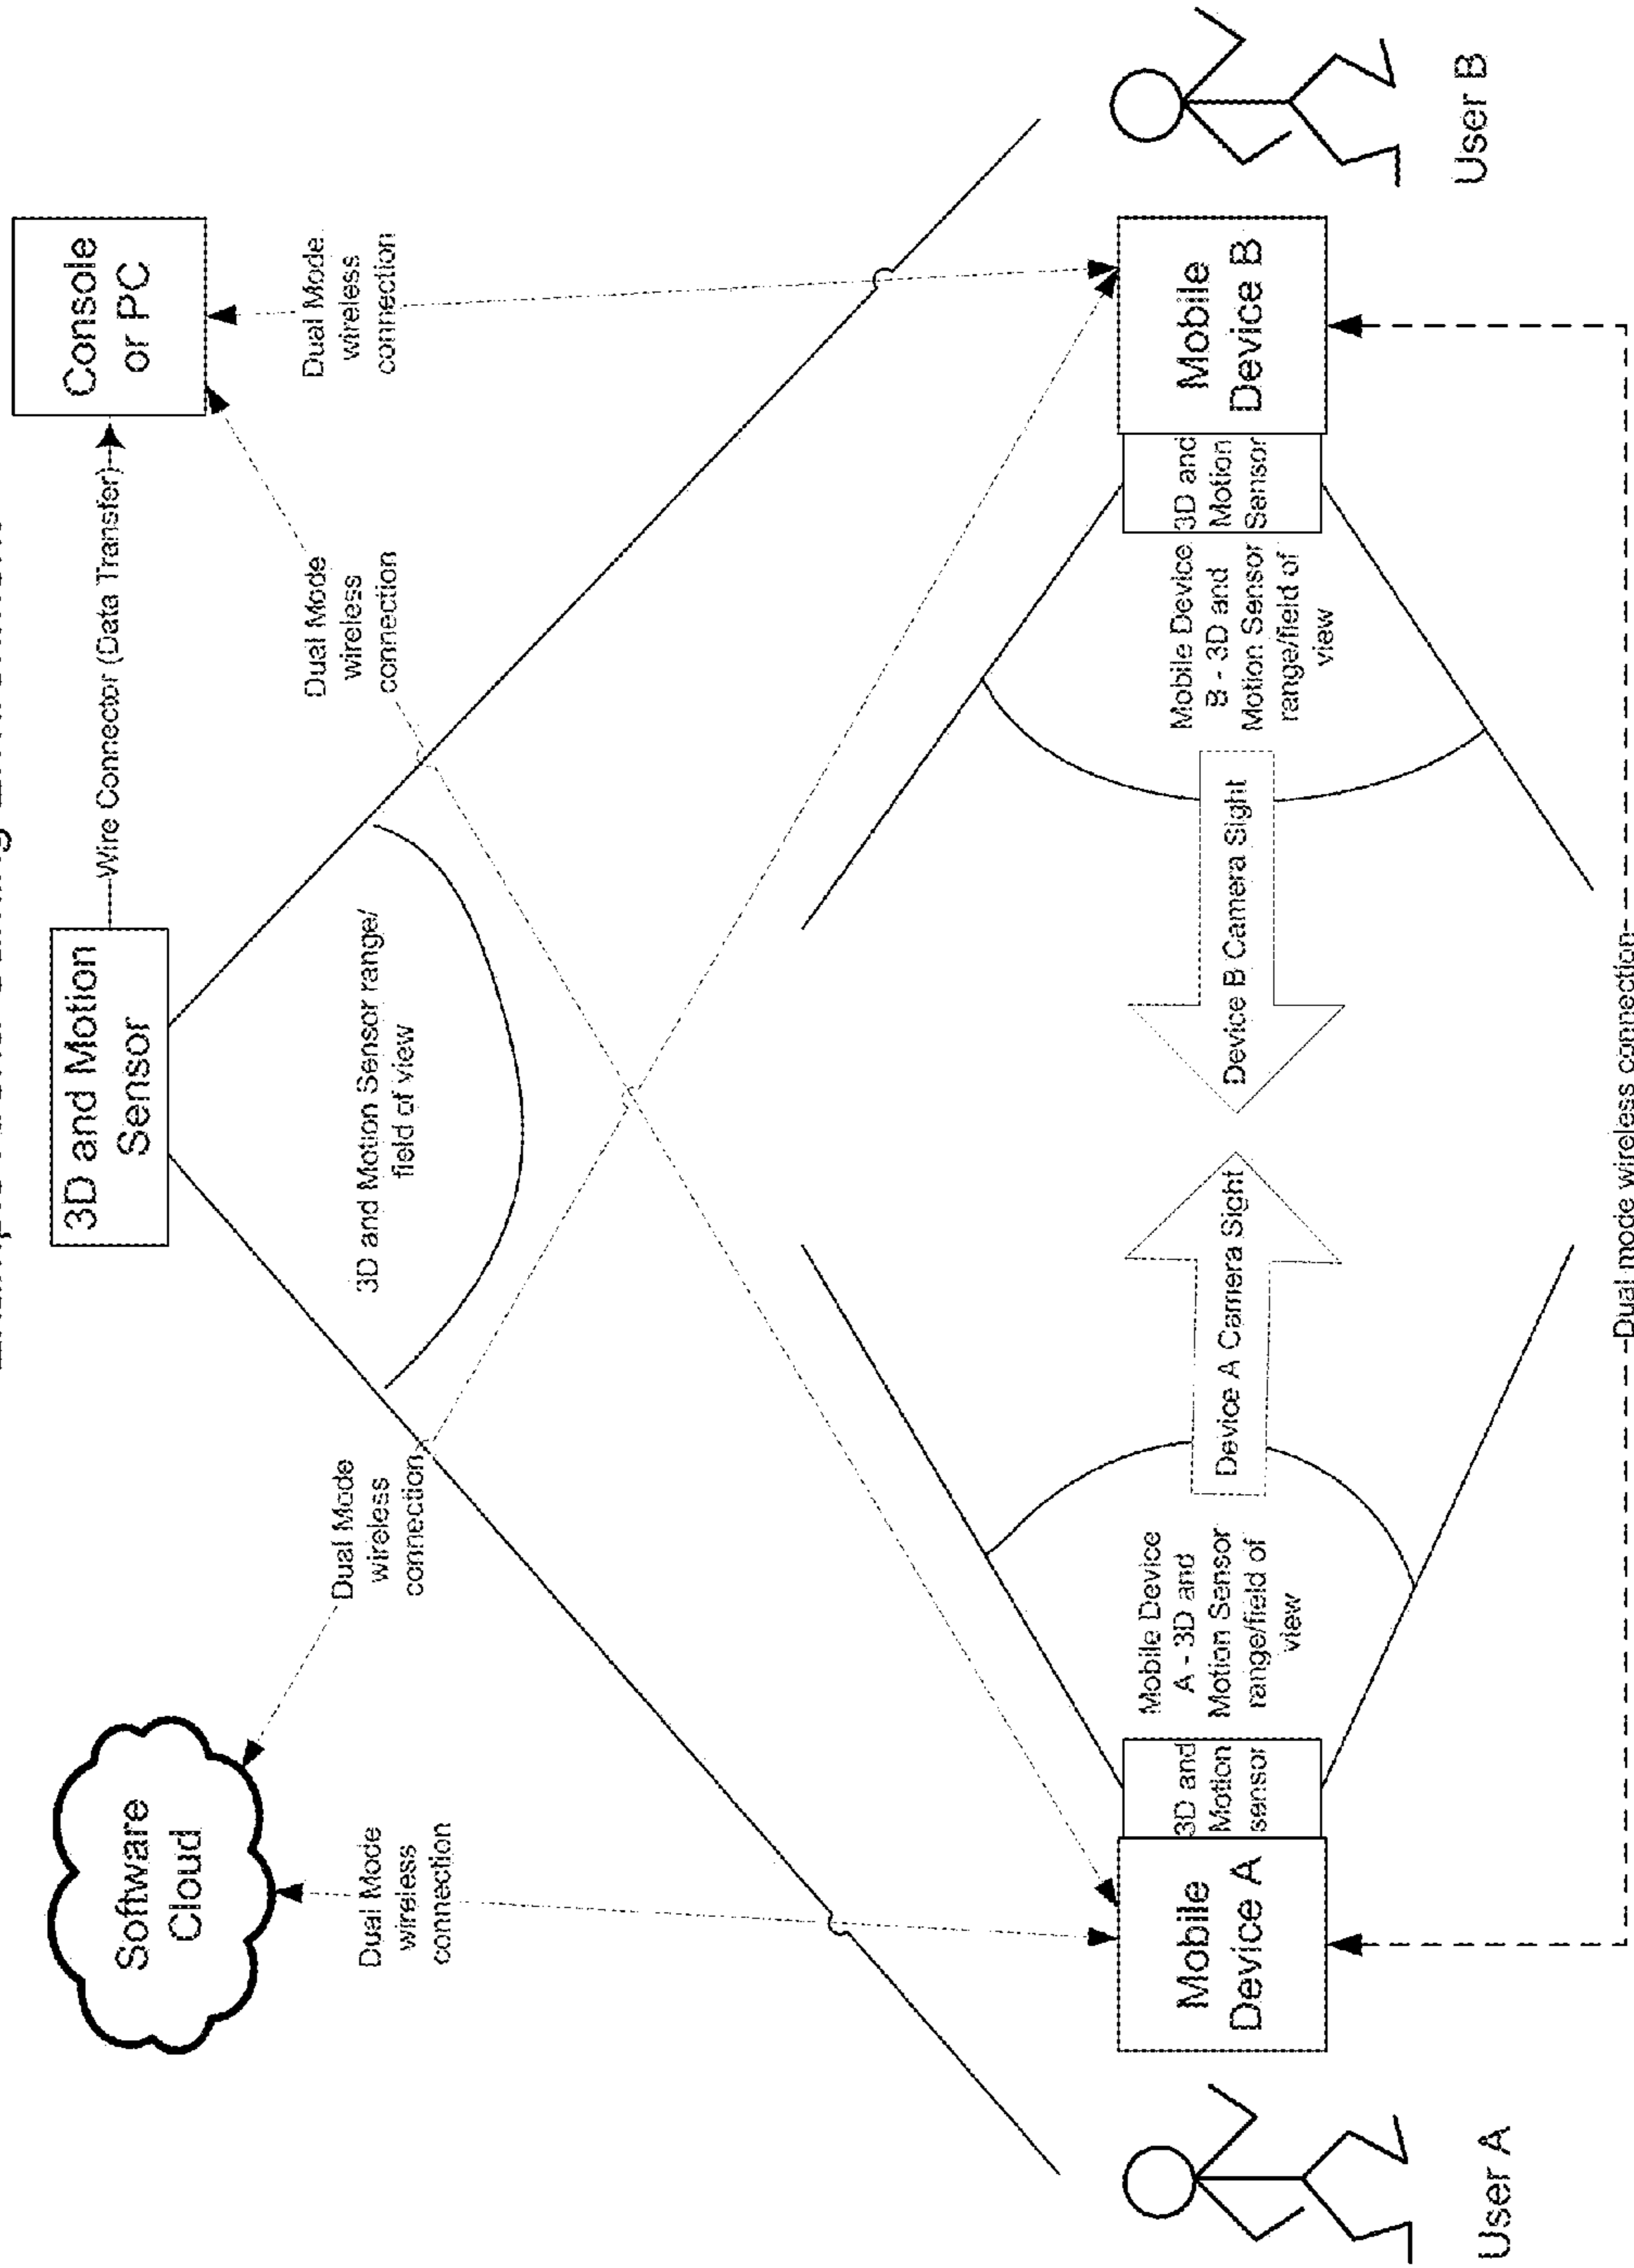 Software
Cloud
3D and Motion
Sensor
Wire Connector (Data Transfer)
Console
or PC
Dual Mode
wireless
connection
Dual Mode
wireless
connection
3D and Motion Sensor range/
field of view
Dual Mode
wireless
connection
Dual Mode
wireless
connection
User A
Mobile
Device A
3D and
Motion
sensor
Mobile Device
A - 3D and
Motion Sensor
range/field of
view
Device A Camera Sight
Device B Camera Sight
Mobile Device
B - 3D and
Motion Sensor
range/field of
view
3D and
Motion
Sensor
Mobile
Device B
User B
Dual mode wireless connection